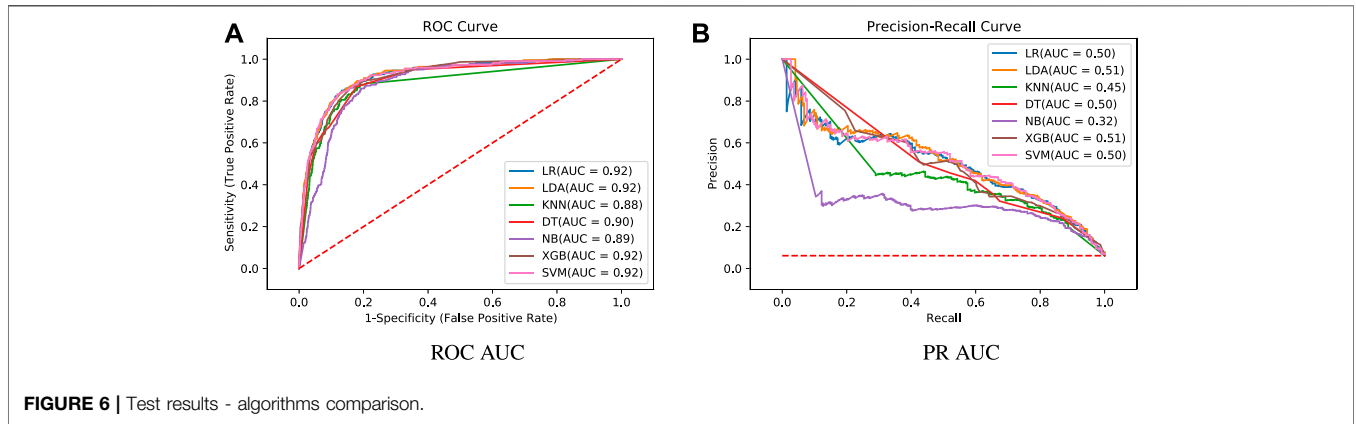 A
ROC Curve
Sensitivity (True Positive Rate)
1.0
0.8
0.6
0.4
0.2
0.0
LR(AUC = 0.92)
LDA(AUC = 0.92)
KNN(AUC = 0.88)
DT(AUC = 0.90)
NB(AUC = 0.89)
XGB(AUC = 0.92)
SVM(AUC = 0.92)
0.0 0.2 0.4 0.6 0.8 1.0
1-Specificity (False Positive Rate)
ROC AUC
B
Precision-Recall Curve
Precision
1.0
0.8
0.6
0.4
0.2
0.0
LR(AUC = 0.50)
LDA(AUC = 0.51)
KNN(AUC = 0.45)
DT(AUC = 0.50)
NB(AUC = 0.32)
XGB(AUC = 0.51)
SVM(AUC = 0.50)
0.0 0.2 0.4 0.6 0.8 1.0
Recall
PR AUC
FIGURE 6 | Test results - algorithms comparison.